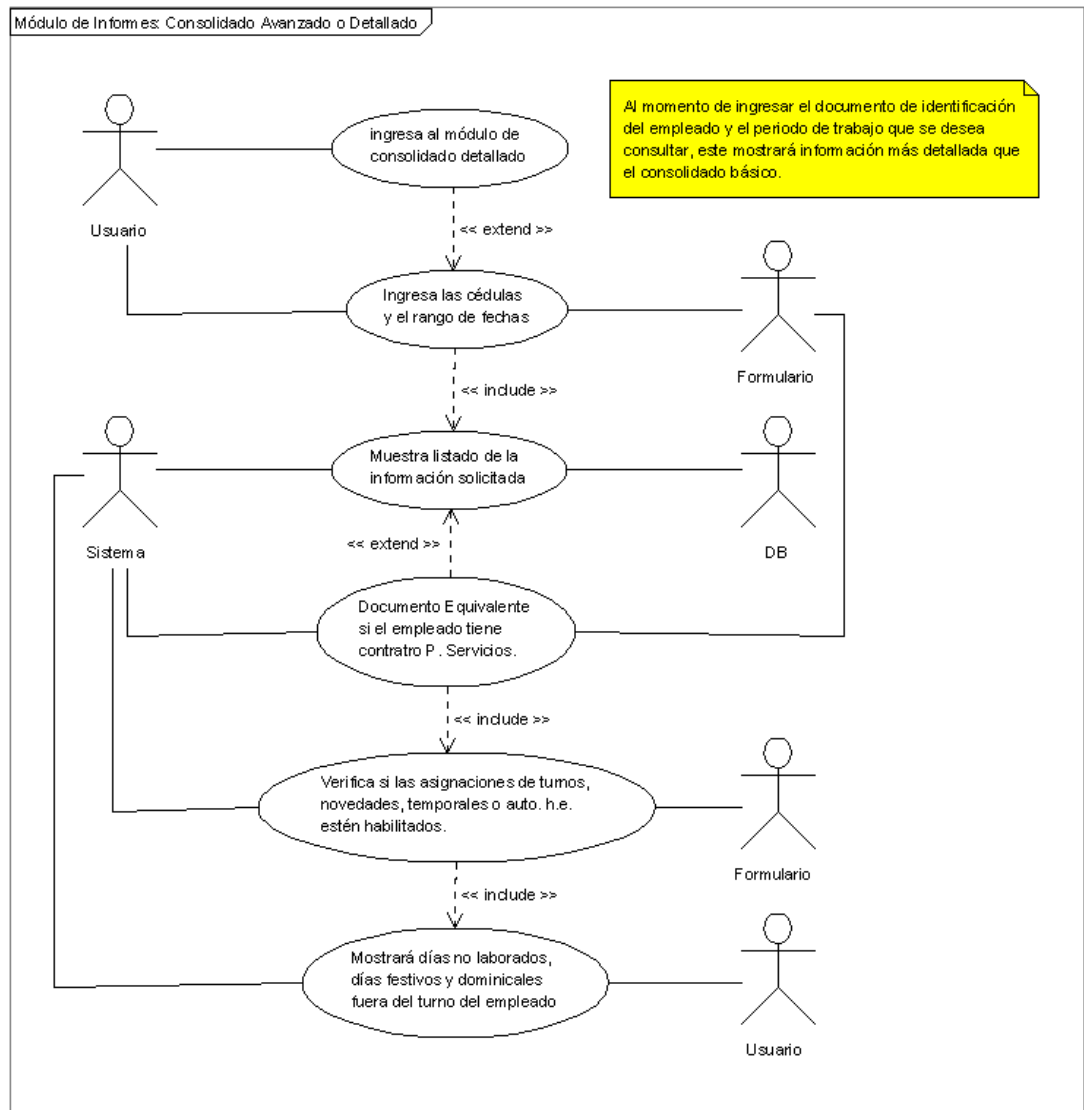 Módulo de Informes: Consolidado Avanzado o Detallado
Al momento de ingresar el documento de identificación
del empleado y el periodo de trabajo que se desea
consultar, este mostrará información más detallada que
el consolidado básico.
ingresa al módulo de
consolidado detallado
Usuario
<< extend >>
Ingresa las cédulas
y el rango de fechas
Formulario
<< include >>
Muestra listado de la
información solicitada
Sistema
DB
<< extend >>
Documento Equivalente
si el empleado tiene
contratro P. Servicios.
<< include >>
Verifica si las asignaciones de turnos,
novedades, temporales o auto. h.e.
estén habilitados.
Formulario
<< include >>
Mostrará días no laborados,
días festivos y dominicales
fuera del turno del empleado
Usuario